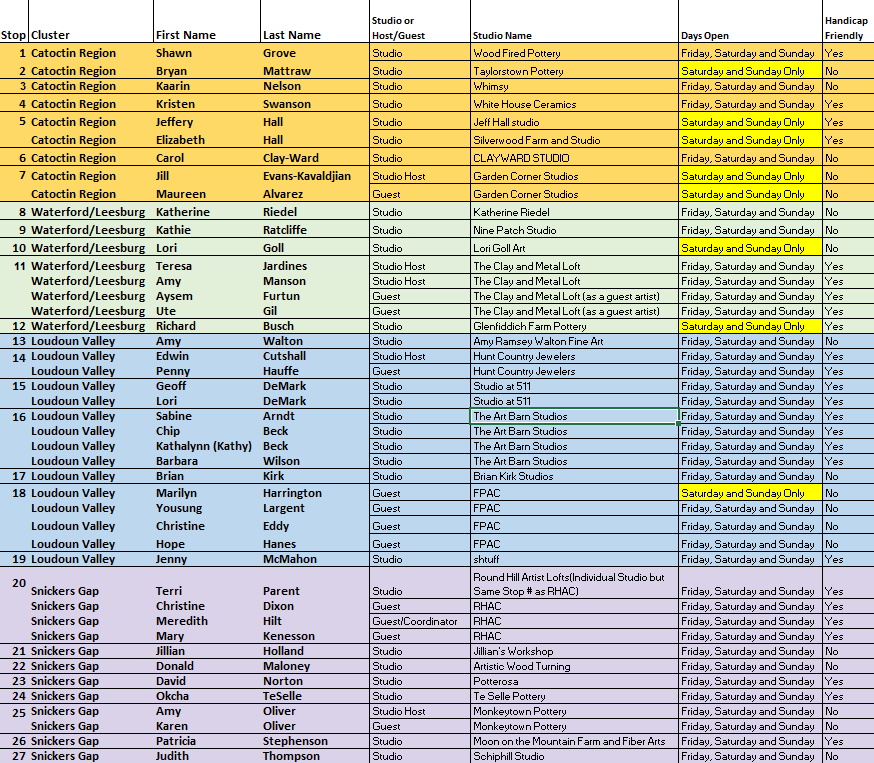 Stop Cluster First Name Last Name Studio or Host/Guest Studio Name Days Open Handicap Friendly
1 Catoctin Region Shawn Grove Studio Wood Fired Pottery Friday, Saturday and Sunday Yes
2 Catoctin Region Bryan Mattraw Studio Taylorstown Pottery Saturday and Sunday Only No
3 Catoctin Region Kaarin Nelson Studio Whimsy Friday, Saturday and Sunday No
4 Catoctin Region Kristen Swanson Studio White House Ceramics Friday, Saturday and Sunday Yes
5 Catoctin Region Jeffery Hall Studio Jeff Hall studio Saturday and Sunday Only Yes
Catoctin Region Elizabeth Hall Studio Silverwood Farm and Studio Saturday and Sunday Only Yes
6 Catoctin Region Carol Clay-Ward Studio CLAYWARD STUDIO Friday, Saturday and Sunday No
7 Catoctin Region Jill Evans-Kavaldjian Studio Host Garden Corner Studios Saturday and Sunday Only No
Catoctin Region Maureen Alvarez Guest Garden Corner Studios Saturday and Sunday Only No
8 Waterford/Leesburg Katherine Riedel Studio Katherine Riedel Friday, Saturday and Sunday No
9 Waterford/Leesburg Kathie Ratcliffe Studio Nine Patch Studio Friday, Saturday and Sunday No
10 Waterford/Leesburg Lori Goll Studio Lori Goll Art Saturday and Sunday Only No
11 Waterford/Leesburg Teresa Jardines Studio Host The Clay and Metal Loft Friday, Saturday and Sunday Yes
Waterford/Leesburg Amy Manson Studio Host The Clay and Metal Loft Friday, Saturday and Sunday Yes
Waterford/Leesburg Aysem Furtun Guest The Clay and Metal Loft (as a guest artist) Friday, Saturday and Sunday Yes
Waterford/Leesburg Ute Gil Guest The Clay and Metal Loft (as a guest artist) Friday, Saturday and Sunday Yes
12 Waterford/Leesburg Richard Busch Studio Glenfiddich Farm Pottery Saturday and Sunday Only Yes
13 Loudoun Valley Amy Walton Studio Amy Ramsey Walton Fine Art Friday, Saturday and Sunday No
14 Loudoun Valley Edwin Cutshall Studio Host Hunt Country Jewelers Friday, Saturday and Sunday Yes
Loudoun Valley Penny Hauffe Guest Hunt Country Jewelers Friday, Saturday and Sunday Yes
15 Loudoun Valley Geoff DeMark Studio Studio at 511 Friday, Saturday and Sunday Yes
Loudoun Valley Lori DeMark Studio Studio at 511 Friday, Saturday and Sunday Yes
16 Loudoun Valley Sabine Arndt Studio The Art Barn Studios Friday, Saturday and Sunday Yes
Loudoun Valley Chip Beck Studio The Art Barn Studios Friday, Saturday and Sunday Yes
Loudoun Valley Kathalynn (Kathy) Beck Studio The Art Barn Studios Friday, Saturday and Sunday Yes
Loudoun Valley Barbara Wilson Studio The Art Barn Studios Friday, Saturday and Sunday Yes
17 Loudoun Valley Brian Kirk Studio Brian Kirk Studios Friday, Saturday and Sunday No
18 Loudoun Valley Marilyn Harrington Guest FPAC Saturday and Sunday Only No
Loudoun Valley Yousung Largent Guest FPAC Friday, Saturday and Sunday No
Loudoun Valley Christine Eddy Guest FPAC Friday, Saturday and Sunday No
Loudoun Valley Hope Hanes Guest FPAC Friday, Saturday and Sunday No
19 Loudoun Valley Jenny McMahon Studio shtuff Friday, Saturday and Sunday Yes
20 Snickers Gap Terri Parent Studio Round Hill Artist Lofts(Individual Studio but Same Stop # as RHAC) Friday, Saturday and Sunday Yes
Snickers Gap Christine Dixon Guest RHAC Friday, Saturday and Sunday Yes
Snickers Gap Meredith Hilt Guest/Coordinator RHAC Friday, Saturday and Sunday Yes
Snickers Gap Mary Kenesson Guest RHAC Friday, Saturday and Sunday Yes
21 Snickers Gap Jillian Holland Studio Jillian's Workshop Friday, Saturday and Sunday No
22 Snickers Gap Donald Maloney Studio Artistic Wood Turning Friday, Saturday and Sunday No
23 Snickers Gap David Norton Studio Potterosa Friday, Saturday and Sunday Yes
24 Snickers Gap Okcha TeSelle Studio Te Selle Pottery Friday, Saturday and Sunday Yes
25 Snickers Gap Amy Oliver Studio Host Monkeytown Pottery Friday, Saturday and Sunday No
Snickers Gap Karen Oliver Guest Monkeytown Pottery Friday, Saturday and Sunday No
26 Snickers Gap Patricia Stephenson Studio Moon on the Mountain Farm and Fiber Arts Friday, Saturday and Sunday Yes
27 Snickers Gap Judith Thompson Studio Schiphill Studio Friday, Saturday and Sunday No